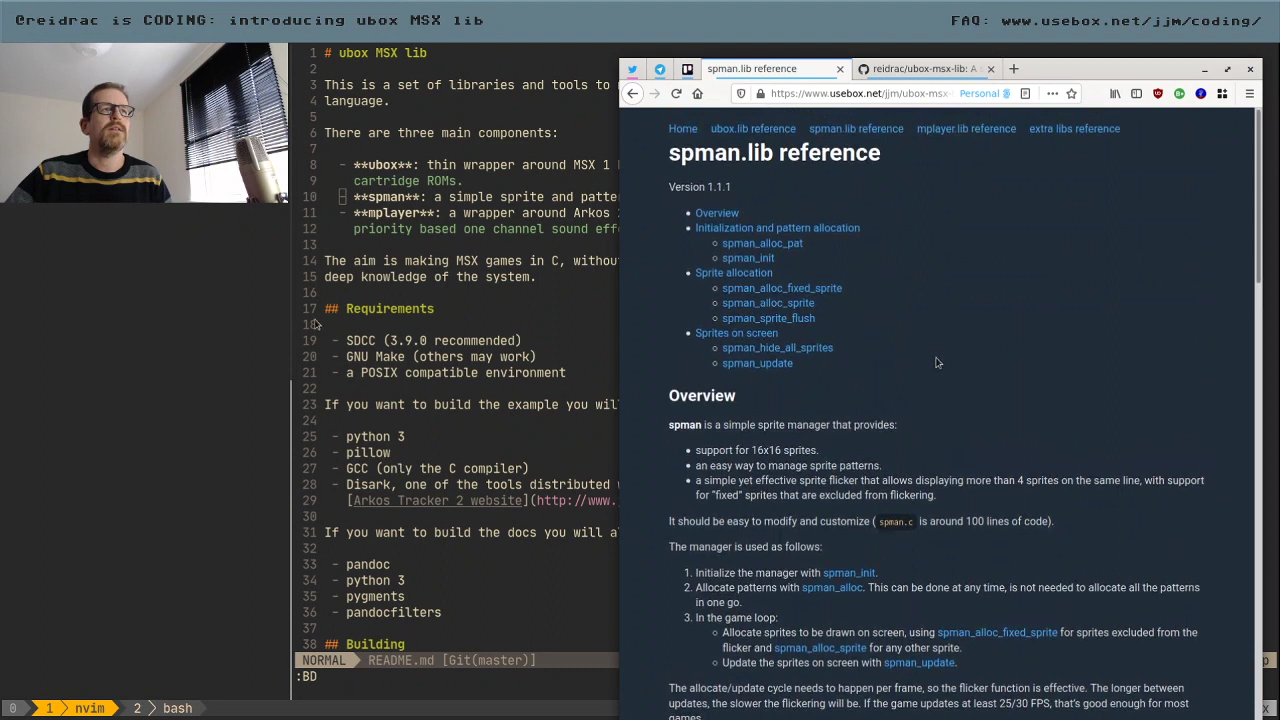 @reidrac is CODING: introducing ubox MSX lib
FAQ: www.usebox.net/jjm/coding/
1 # ubox MSX lib
2
3 This is a set of libraries and tools to
4 language.
5
6 There are three main components:
7
8 - **ubox**: thin wrapper around MSX 1
9 cartridge ROMs.
10 - **spman**: a simple sprite and patte
11 - **mplayer**: a wrapper around Arkos
12 priority based one channel sound effe
13
14 The aim is making MSX games in C, withou
15 deep knowledge of the system.
16
17 ## Requirements
18
19 - SDCC (3.9.0 recommended)
20 - GNU Make (others may work)
21 - a POSIX compatible environment
22
23 If you want to build the example you wil
24
25 - python 3
26 - pillow
27 - GCC (only the C compiler)
28 - Disark, one of the tools distributed
29 [Arkos Tracker 2 website](http://www.
30
31 If you want to build the docs you will a
32
33 - pandoc
34 - python 3
35 - pygments
36 - pandocfilters
37
38 ## Building
NORMAL README.md [Git(master)]
:BD
0 1 nvim 2 bash
spman.lib reference
reidrac/ubox-msx-lib: A s
https://www.usebox.net/jjm/ubox-msx-l
Personal
Home ubox.lib reference spman.lib reference mplayer.lib reference extra libs reference
spman.lib reference
Version 1.1.1
• Overview
• Initialization and pattern allocation
◦ spman_alloc_pat
◦ spman_init
• Sprite allocation
◦ spman_alloc_fixed_sprite
◦ spman_alloc_sprite
◦ spman_sprite_flush
• Sprites on screen
◦ spman_hide_all_sprites
◦ spman_update
Overview
spman is a simple sprite manager that provides:
• support for 16x16 sprites.
• an easy way to manage sprite patterns.
• a simple yet effective sprite flicker that allows displaying more than 4 sprites on the same line, with support
for “fixed” sprites that are excluded from flickering.
It should be easy to modify and customize ( spman.c is around 100 lines of code).
The manager is used as follows:
1. Initialize the manager with spman_init.
2. Allocate patterns with spman_alloc. This can be done at any time, is not needed to allocate all the patterns
in one go.
3. In the game loop:
◦ Allocate sprites to be drawn on screen, using spman_alloc_fixed_sprite for sprites excluded from the
flicker and spman_alloc_sprite for any other sprite.
◦ Update the sprites on screen with spman_update.
The allocate/update cycle needs to happen per frame, so the flicker function is effective. The longer between
updates, the slower the flickering will be. If the game updates at least 25/30 FPS, that’s good enough for most
games.